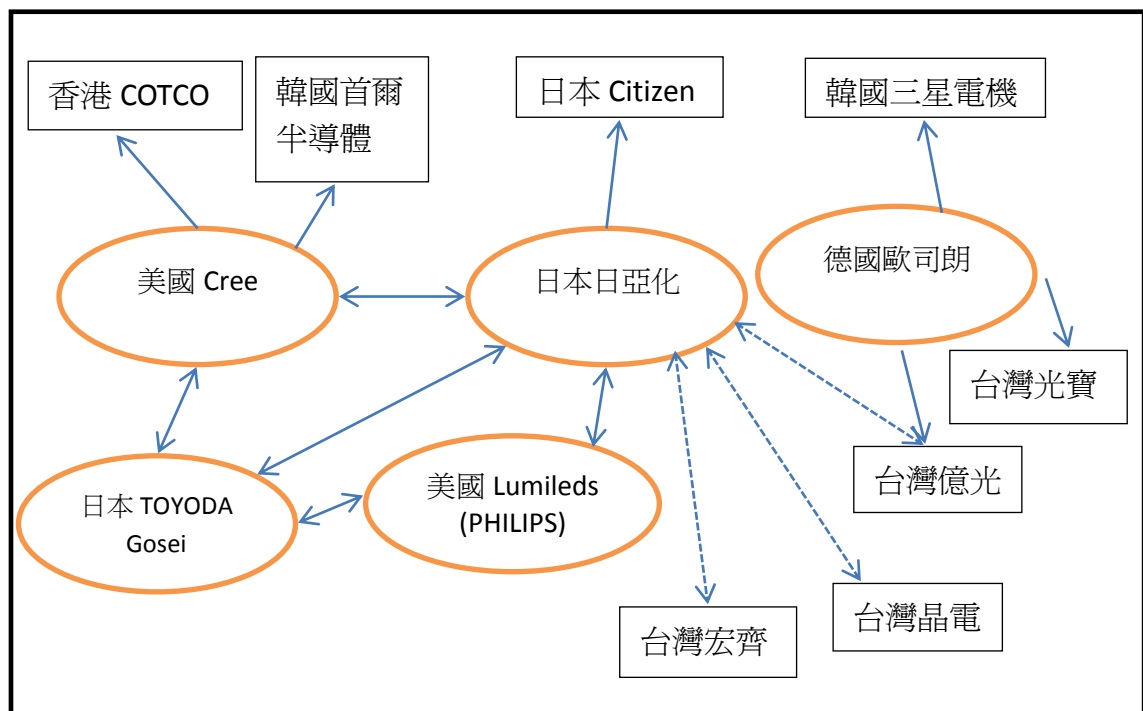 香港 COTCO
韓國首爾
半導體
日本 Citizen
韓國三星電機
美國 Cree
日本日亞化
德國歐司朗
台灣光寶
日本 TOYODA
Gosei
美國 Lumileds
(PHILIPS)
台灣億光
台灣宏齊
台灣晶電